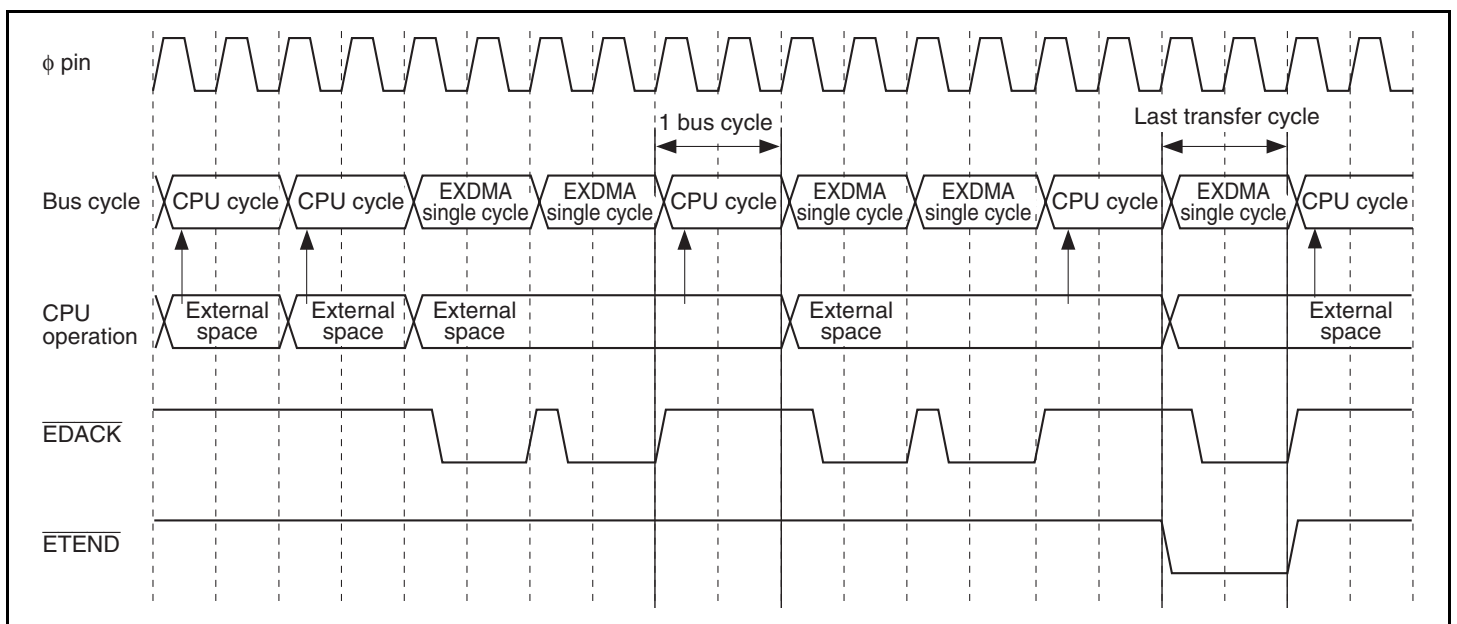 ϕ pin
1 bus cycle
Last transfer cycle
Bus cycle
CPU cycle
CPU cycle
EXDMA
single cycle
EXDMA
single cycle
CPU cycle
EXDMA
single cycle
EXDMA
single cycle
CPU cycle
EXDMA
single cycle
CPU cycle
CPU
operation
External
space
External
space
External
space
External
space
External
space
EDACK
ETEND